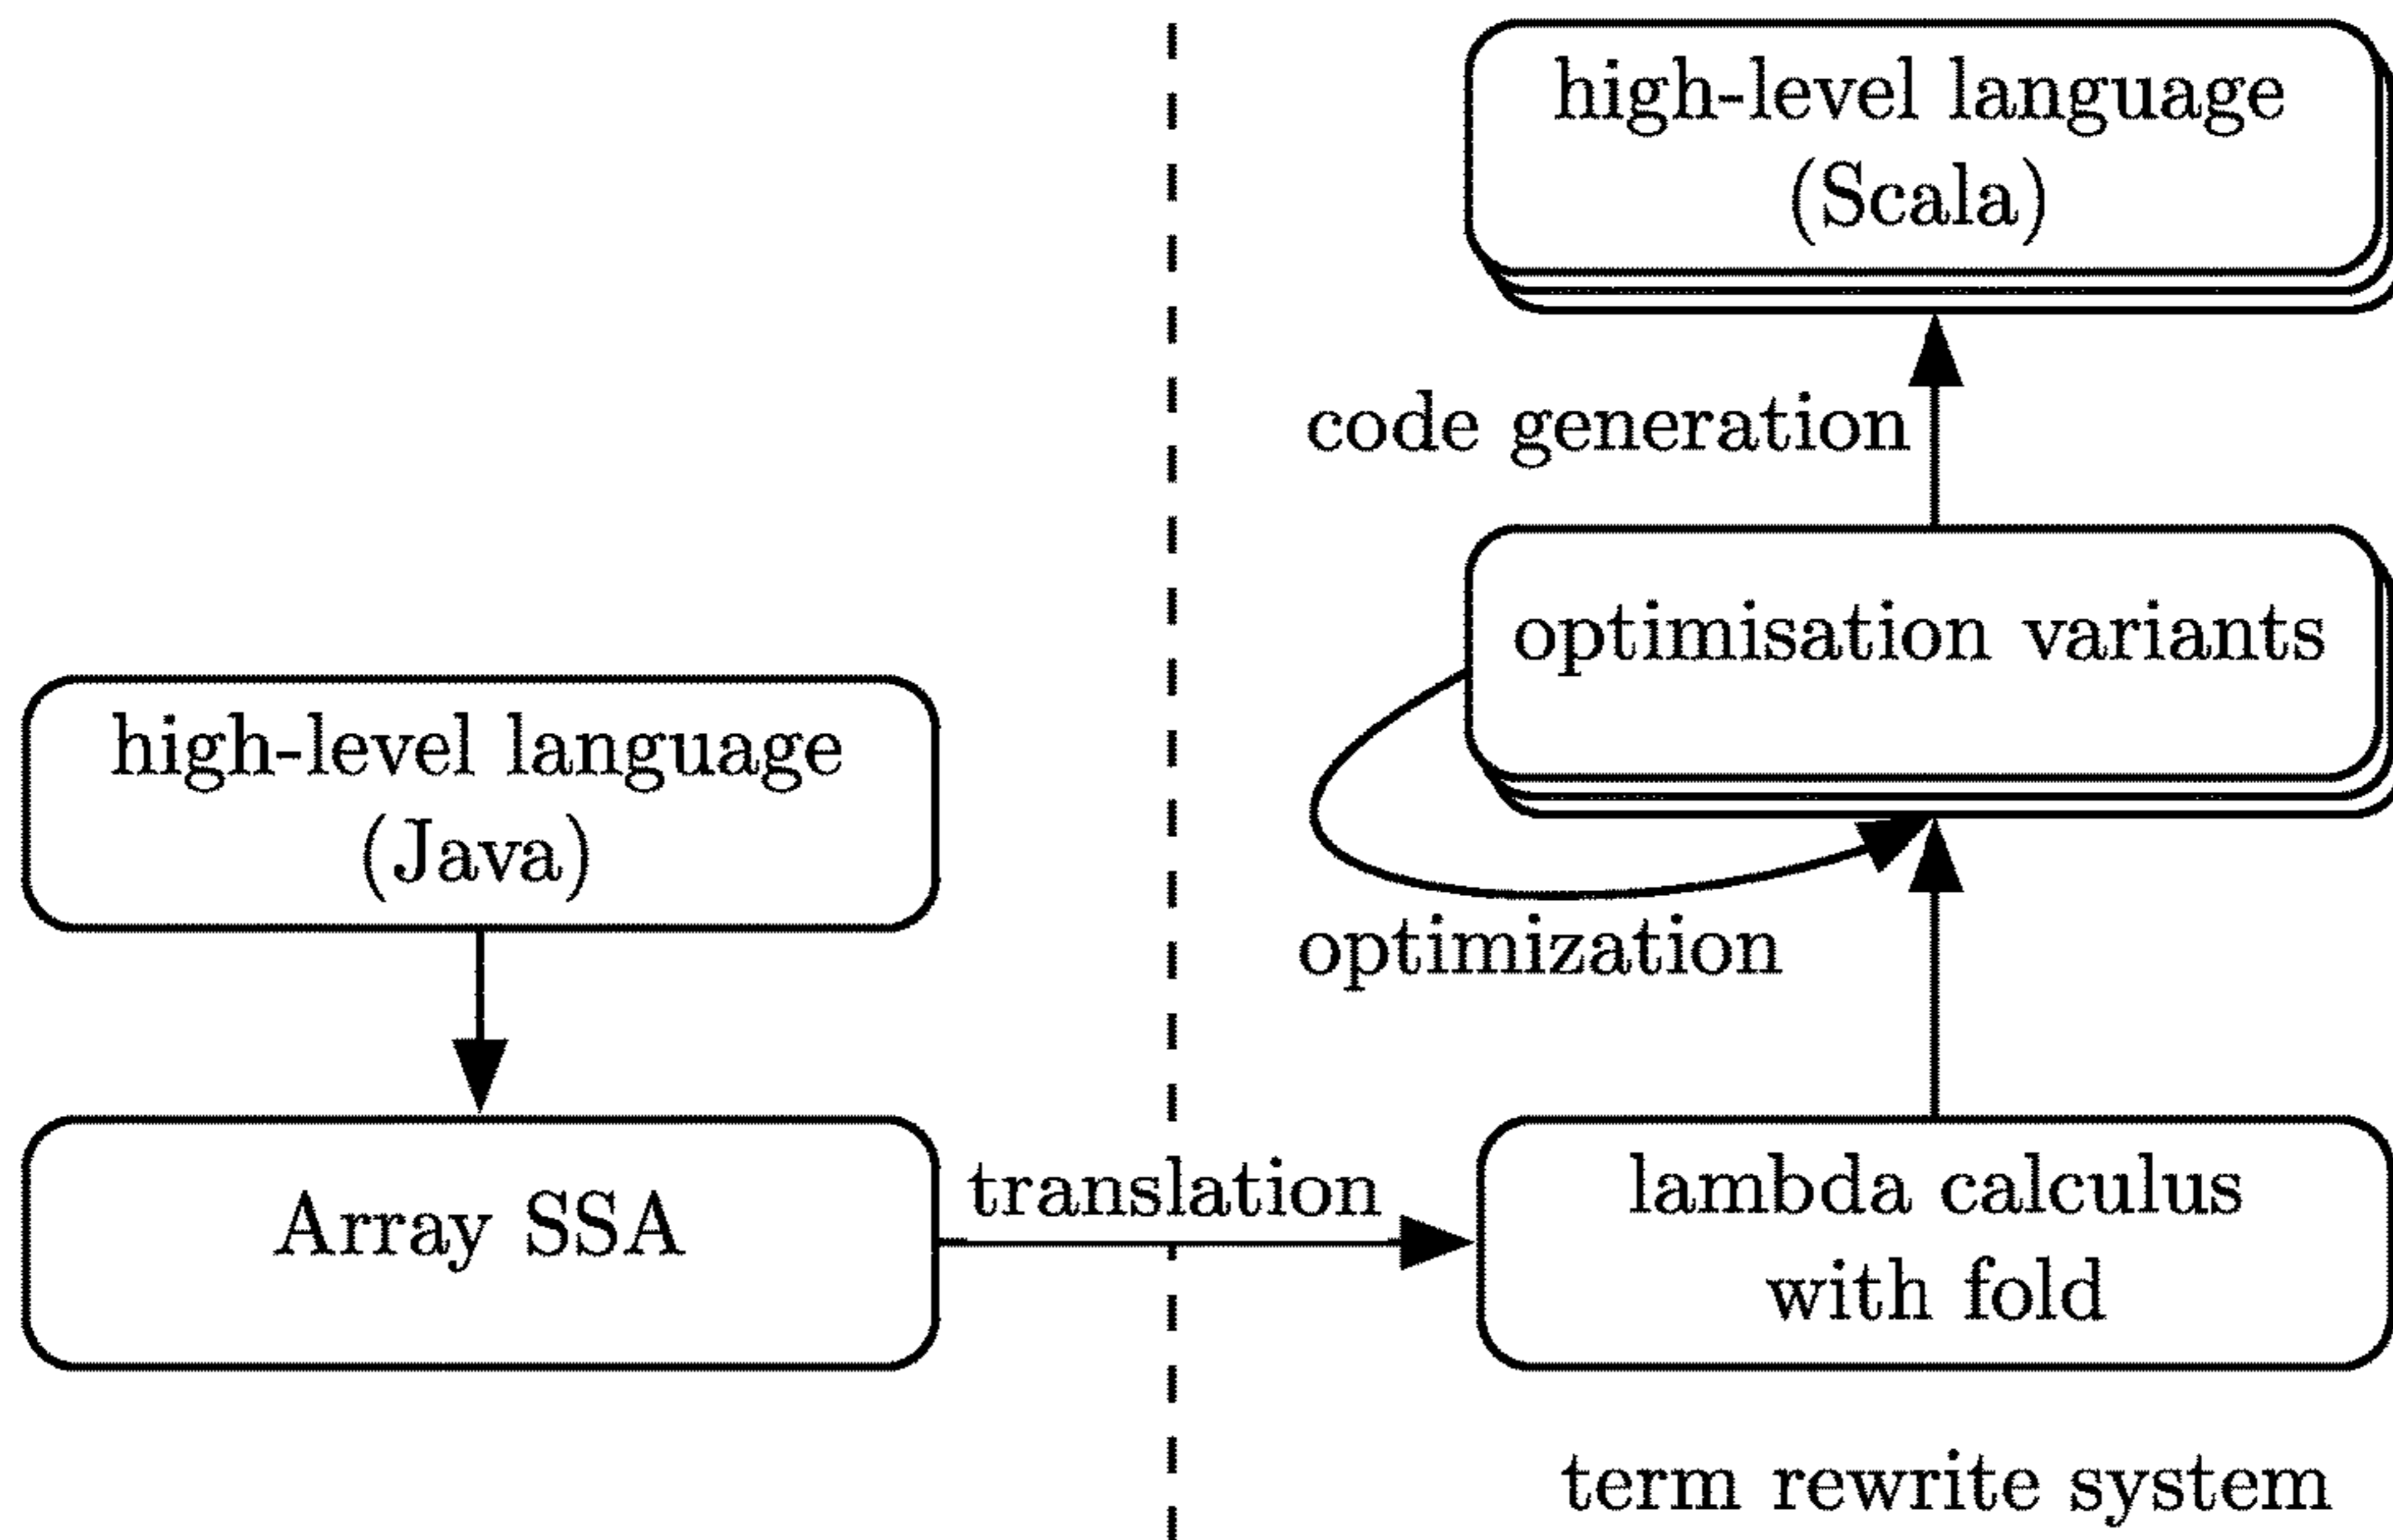 high-level language
(Java)
Array SSA
translation
high-level language
(Scala)
code generation
optimisation variants
optimization
lambda calculus
with fold
term rewrite system